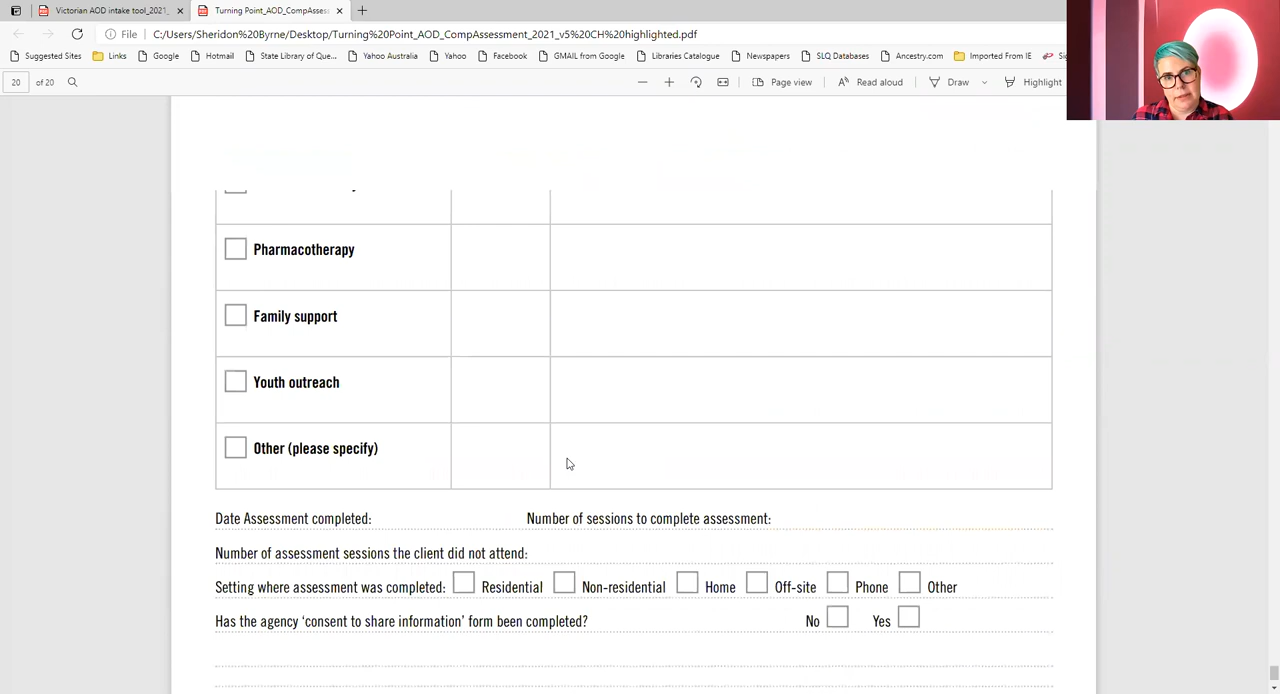 Victorian AOD intake tool_2021_
Turning Point_AOD_CompAssess
File C:/Users/Sheridon%20Byrne/Desktop/Turning%20Point_AOD_CompAssessment_2021_v5%20CH%20highlighted.pdf
Suggested Sites Links Google Hotmail State Library of Que... Yahoo Australia Yahoo Facebook GMAIL from Google Libraries Catalogue Newspapers SLQ Databases Ancestry.com Imported From IE
20 of 20 Page view Read aloud Draw Highlight
Pharmacotherapy
Family support
Youth outreach
Other (please specify)
Date Assessment completed: Number of sessions to complete assessment:
Number of assessment sessions the client did not attend:
Setting where assessment was completed: Residential Non-residential Home Off-site Phone Other
Has the agency ‘consent to share information’ form been completed? No Yes